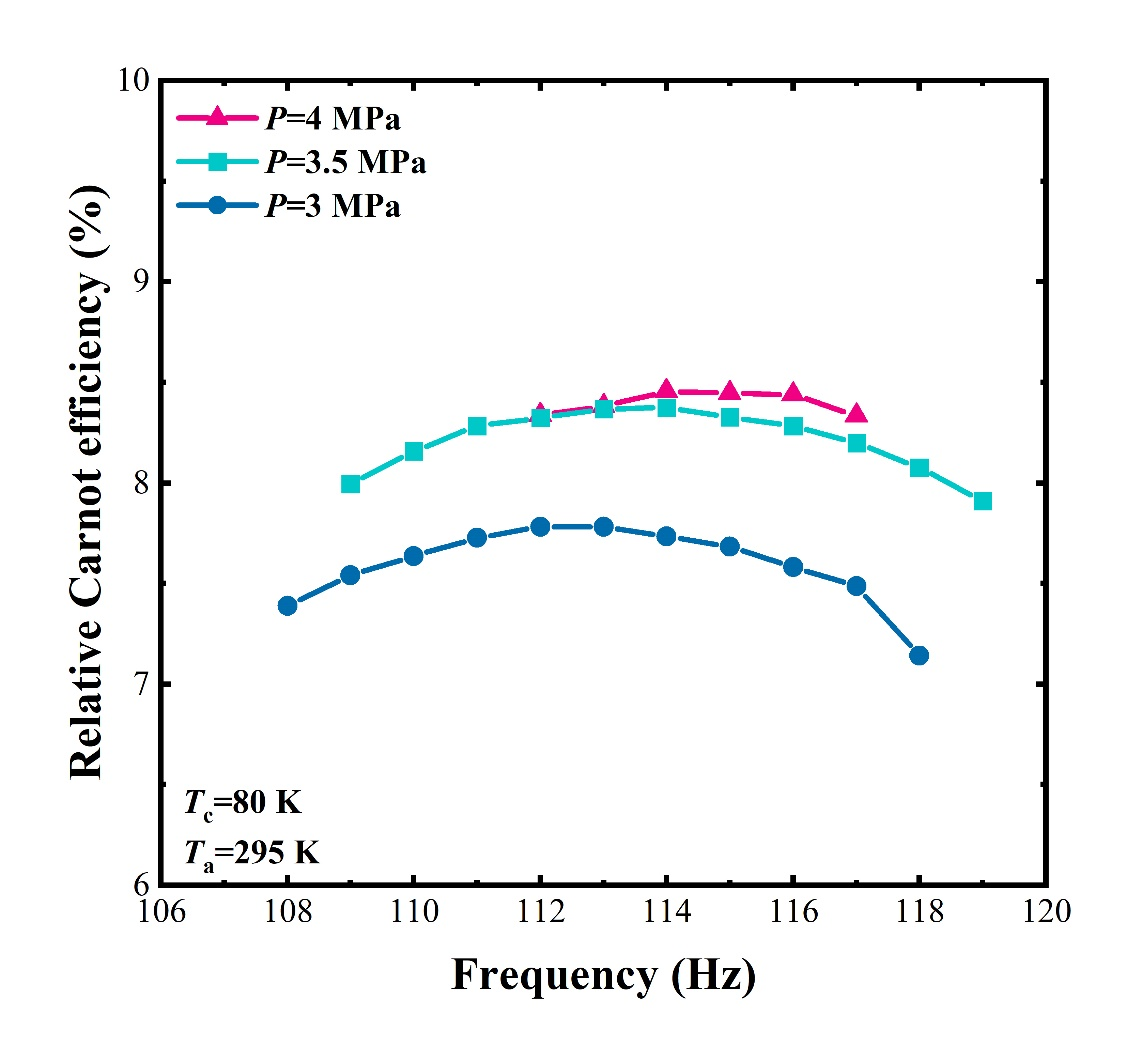 P=4 MPa
P=3.5 MPa
P=3 MPa
Relative Carnot efficiency (%)
10
9
8
7
6
Tc=80 K
Ta=295 K
106 108 110 112 114 116 118 120
Frequency (Hz)